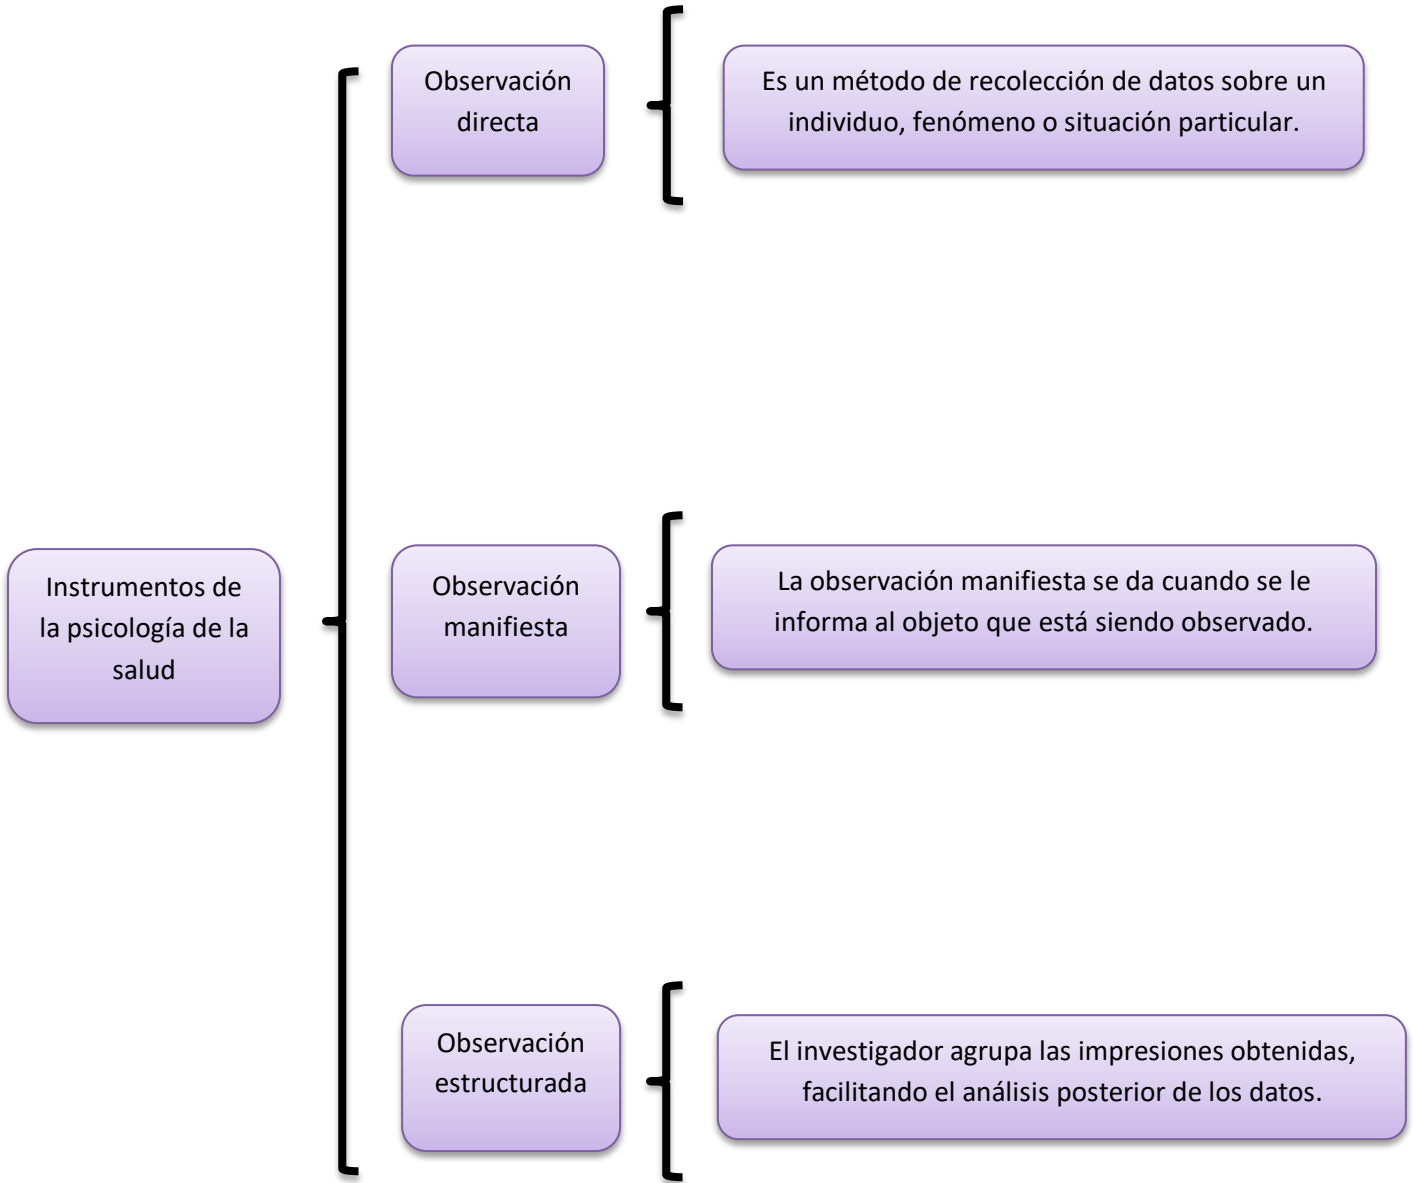 Observación
directa
Es un método de recolección de datos sobre un
individuo, fenómeno o situación particular.
Instrumentos de
la psicología de la
salud
Observación
manifiesta
La observación manifiesta se da cuando se le
informa al objeto que está siendo observado.
Observación
estructurada
El investigador agrupa las impresiones obtenidas,
facilitando el análisis posterior de los datos.